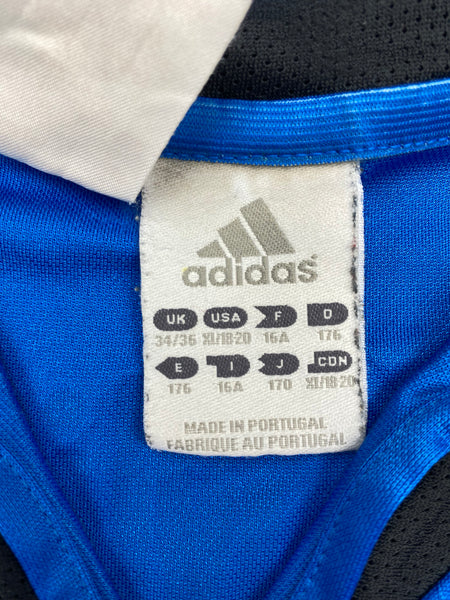 adidas
UK USA F D
34/36 XL/18-20 16A 176
E I J CDN
176 16A 170 XL/18-20
MADE IN PORTUGAL
FABRIQUE AU PORTUGAL